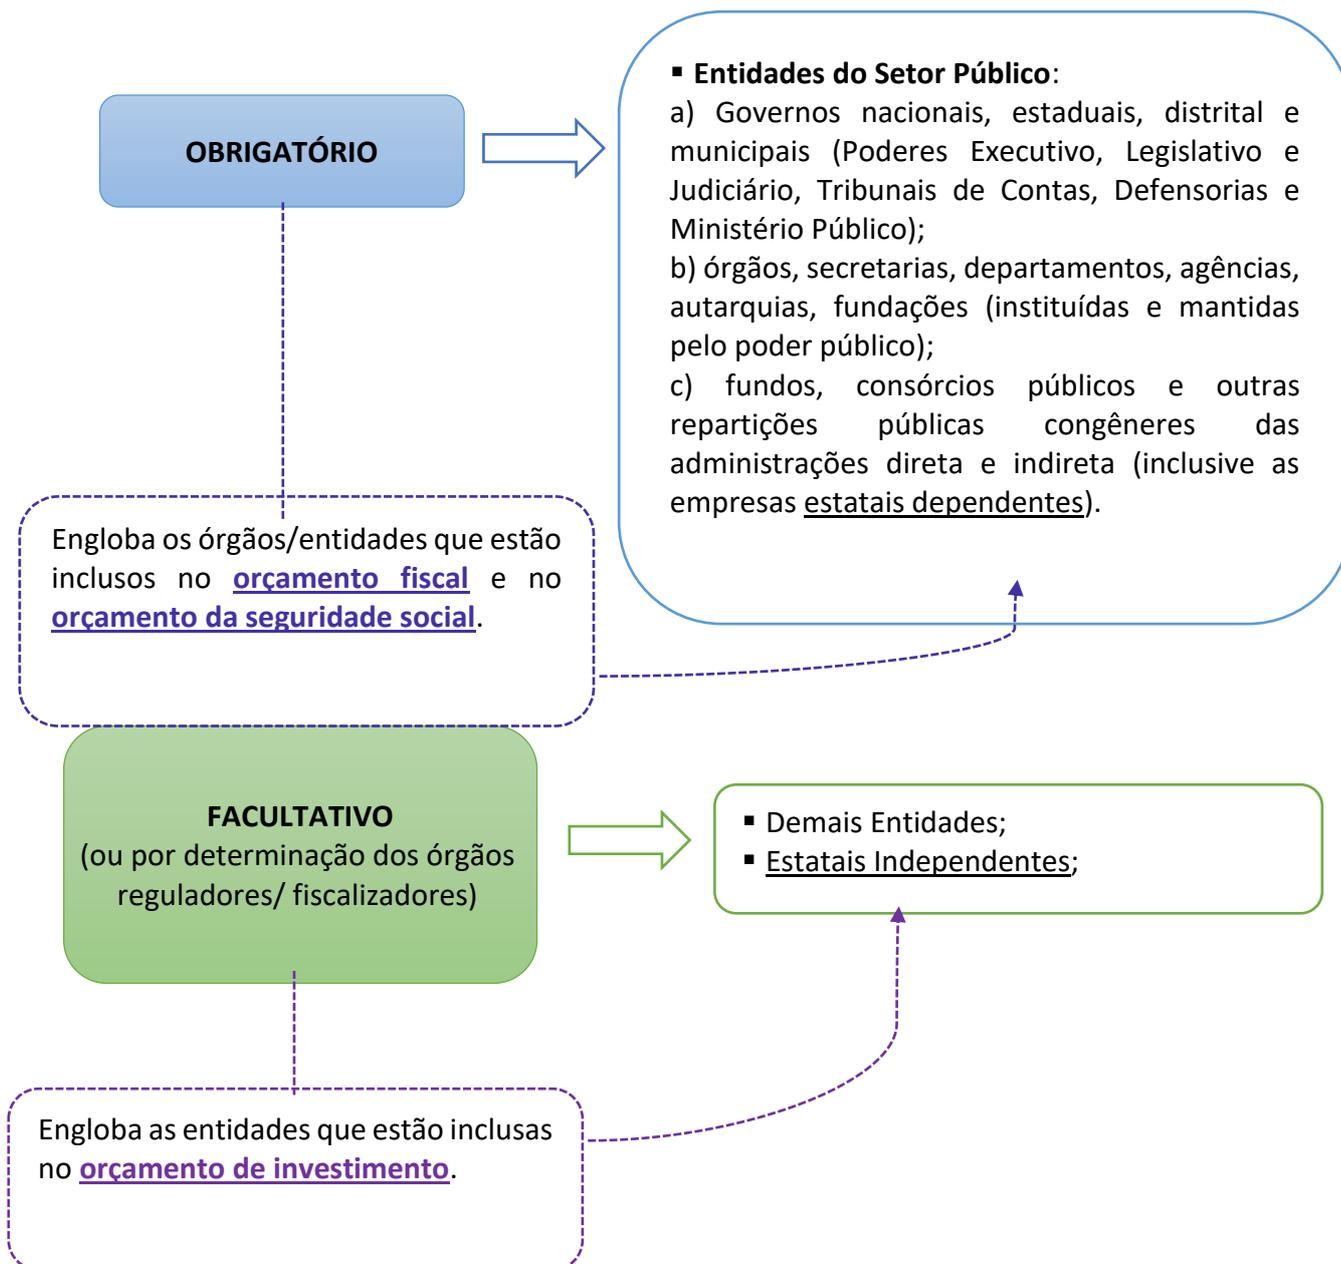 OBRIGATÓRIO
▪ Entidades do Setor Público:
a) Governos nacionais, estaduais, distrital e
municipais (Poderes Executivo, Legislativo e
Judiciário, Tribunais de Contas, Defensorias e
Ministério Público);
b) órgãos, secretarias, departamentos, agências,
autarquias, fundações (instituídas e mantidas
pelo poder público);
c) fundos, consórcios públicos e outras
repartições públicas congêneres das
administrações direta e indireta (inclusive as
empresas estatais dependentes).
Engloba os órgãos/entidades que estão
inclusos no orçamento fiscal e no
orçamento da seguridade social.
FACULTATIVO
(ou por determinação dos órgãos
reguladores/ fiscalizadores)
▪ Demais Entidades;
▪ Estatais Independentes;
Engloba as entidades que estão inclusas
no orçamento de investimento.